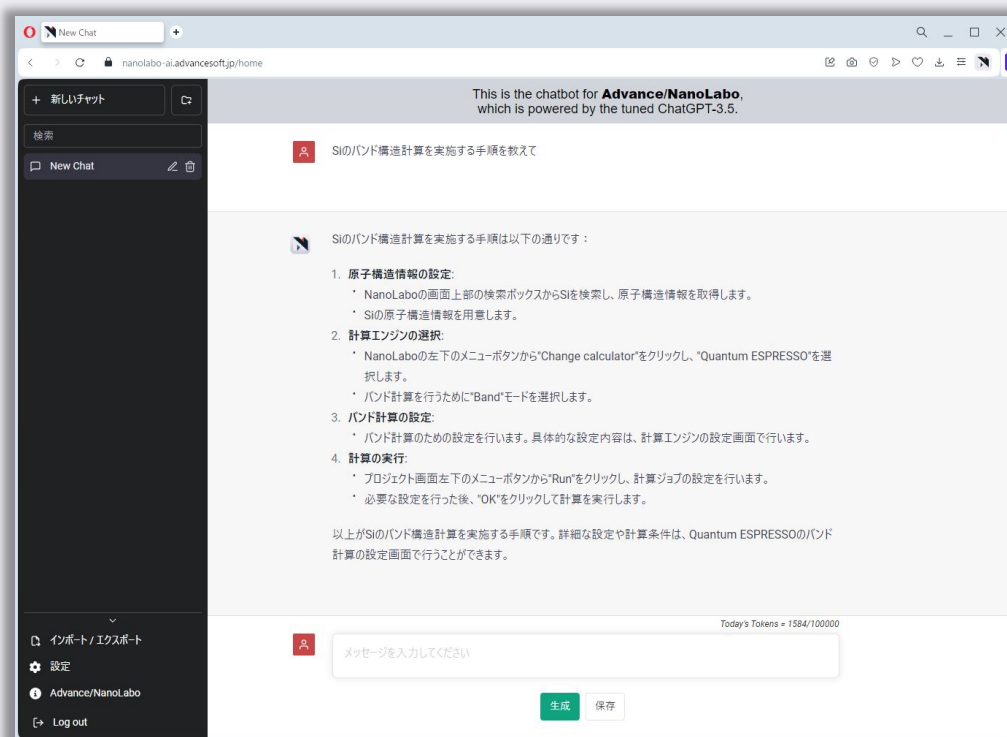 New Chat
nanolabo-ai.advancesoft.jp/home
新しいチャット
検索
New Chat
This is the chatbot for Advance/NanoLabo,
which is powered by the tuned ChatGPT-3.5.
Siのバンド構造計算を実施する手順を教えて
Siのバンド構造計算を実施する手順は以下の通りです：
1. 原子構造情報の設定:
• NanoLaboの画面上部の検索ボックスからSiを検索し、原子構造情報を取得します。
• Siの原子構造情報を用意します。
2. 計算エンジンの選択:
• NanoLaboの左下のメニューボタンから"Change calculator"をクリックし、"Quantum ESPRESSO"を選
択します。
• バンド計算を行うために"Band"モードを選択します。
3. バンド計算の設定:
• バンド計算のための設定を行います。具体的な設定内容は、計算エンジンの設定画面で行います。
4. 計算の実行:
• プロジェクト画面左下のメニューボタンから"Run"をクリックし、計算ジョブの設定を行います。
• 必要な設定を行った後、"OK"をクリックして計算を実行します。
以上がSiのバンド構造計算を実施する手順です。詳細な設定や計算条件は、Quantum ESPRESSOのバンド
計算の設定画面で行うことができます。
Today's Tokens = 1584/100000
メッセージを入力してください
生成
保存
インポート / エクスポート
設定
Advance/NanoLabo
Log out